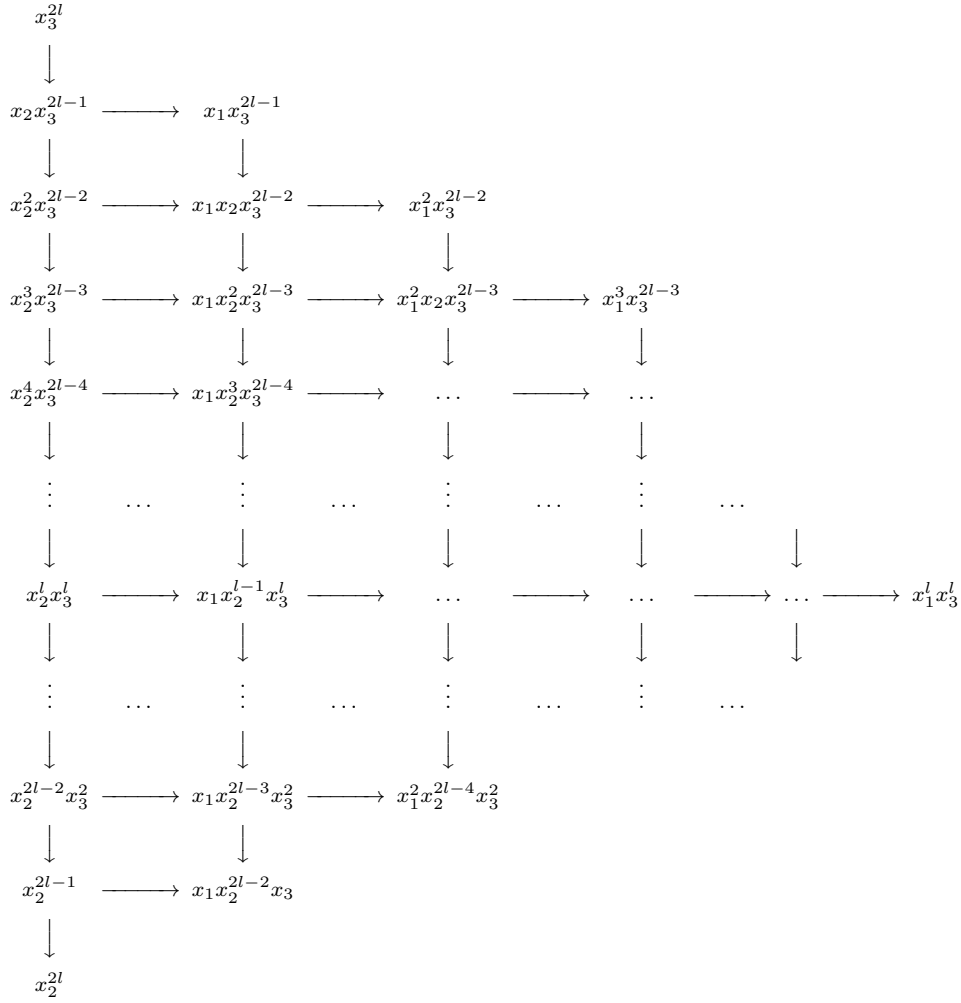 $x_3^{2l}$
$x_2x_3^{2l-1}$ $x_1x_3^{2l-1}$
$x_2^2x_3^{2l-2}$ $x_1x_2x_3^{2l-2}$ $x_1^2x_3^{2l-2}$
$x_2^3x_3^{2l-3}$ $x_1x_2^2x_3^{2l-3}$ $x_1^2x_2x_3^{2l-3}$ $x_1^3x_3^{2l-3}$
$x_2^4x_3^{2l-4}$ $x_1x_2^3x_3^{2l-4}$ … …
⋮ … ⋮ … ⋮ … ⋮ …
$x_2^lx_3^l$ $x_1x_2^{l-1}x_3^l$ … … … $x_1^lx_3^l$
⋮ … ⋮ … ⋮ … ⋮ …
$x_2^{2l-2}x_3^2$ $x_1x_2^{2l-3}x_3^2$ $x_1^2x_2^{2l-4}x_3^2$
$x_2^{2l-1}$ $x_1x_2^{2l-2}x_3$
$x_2^{2l}$